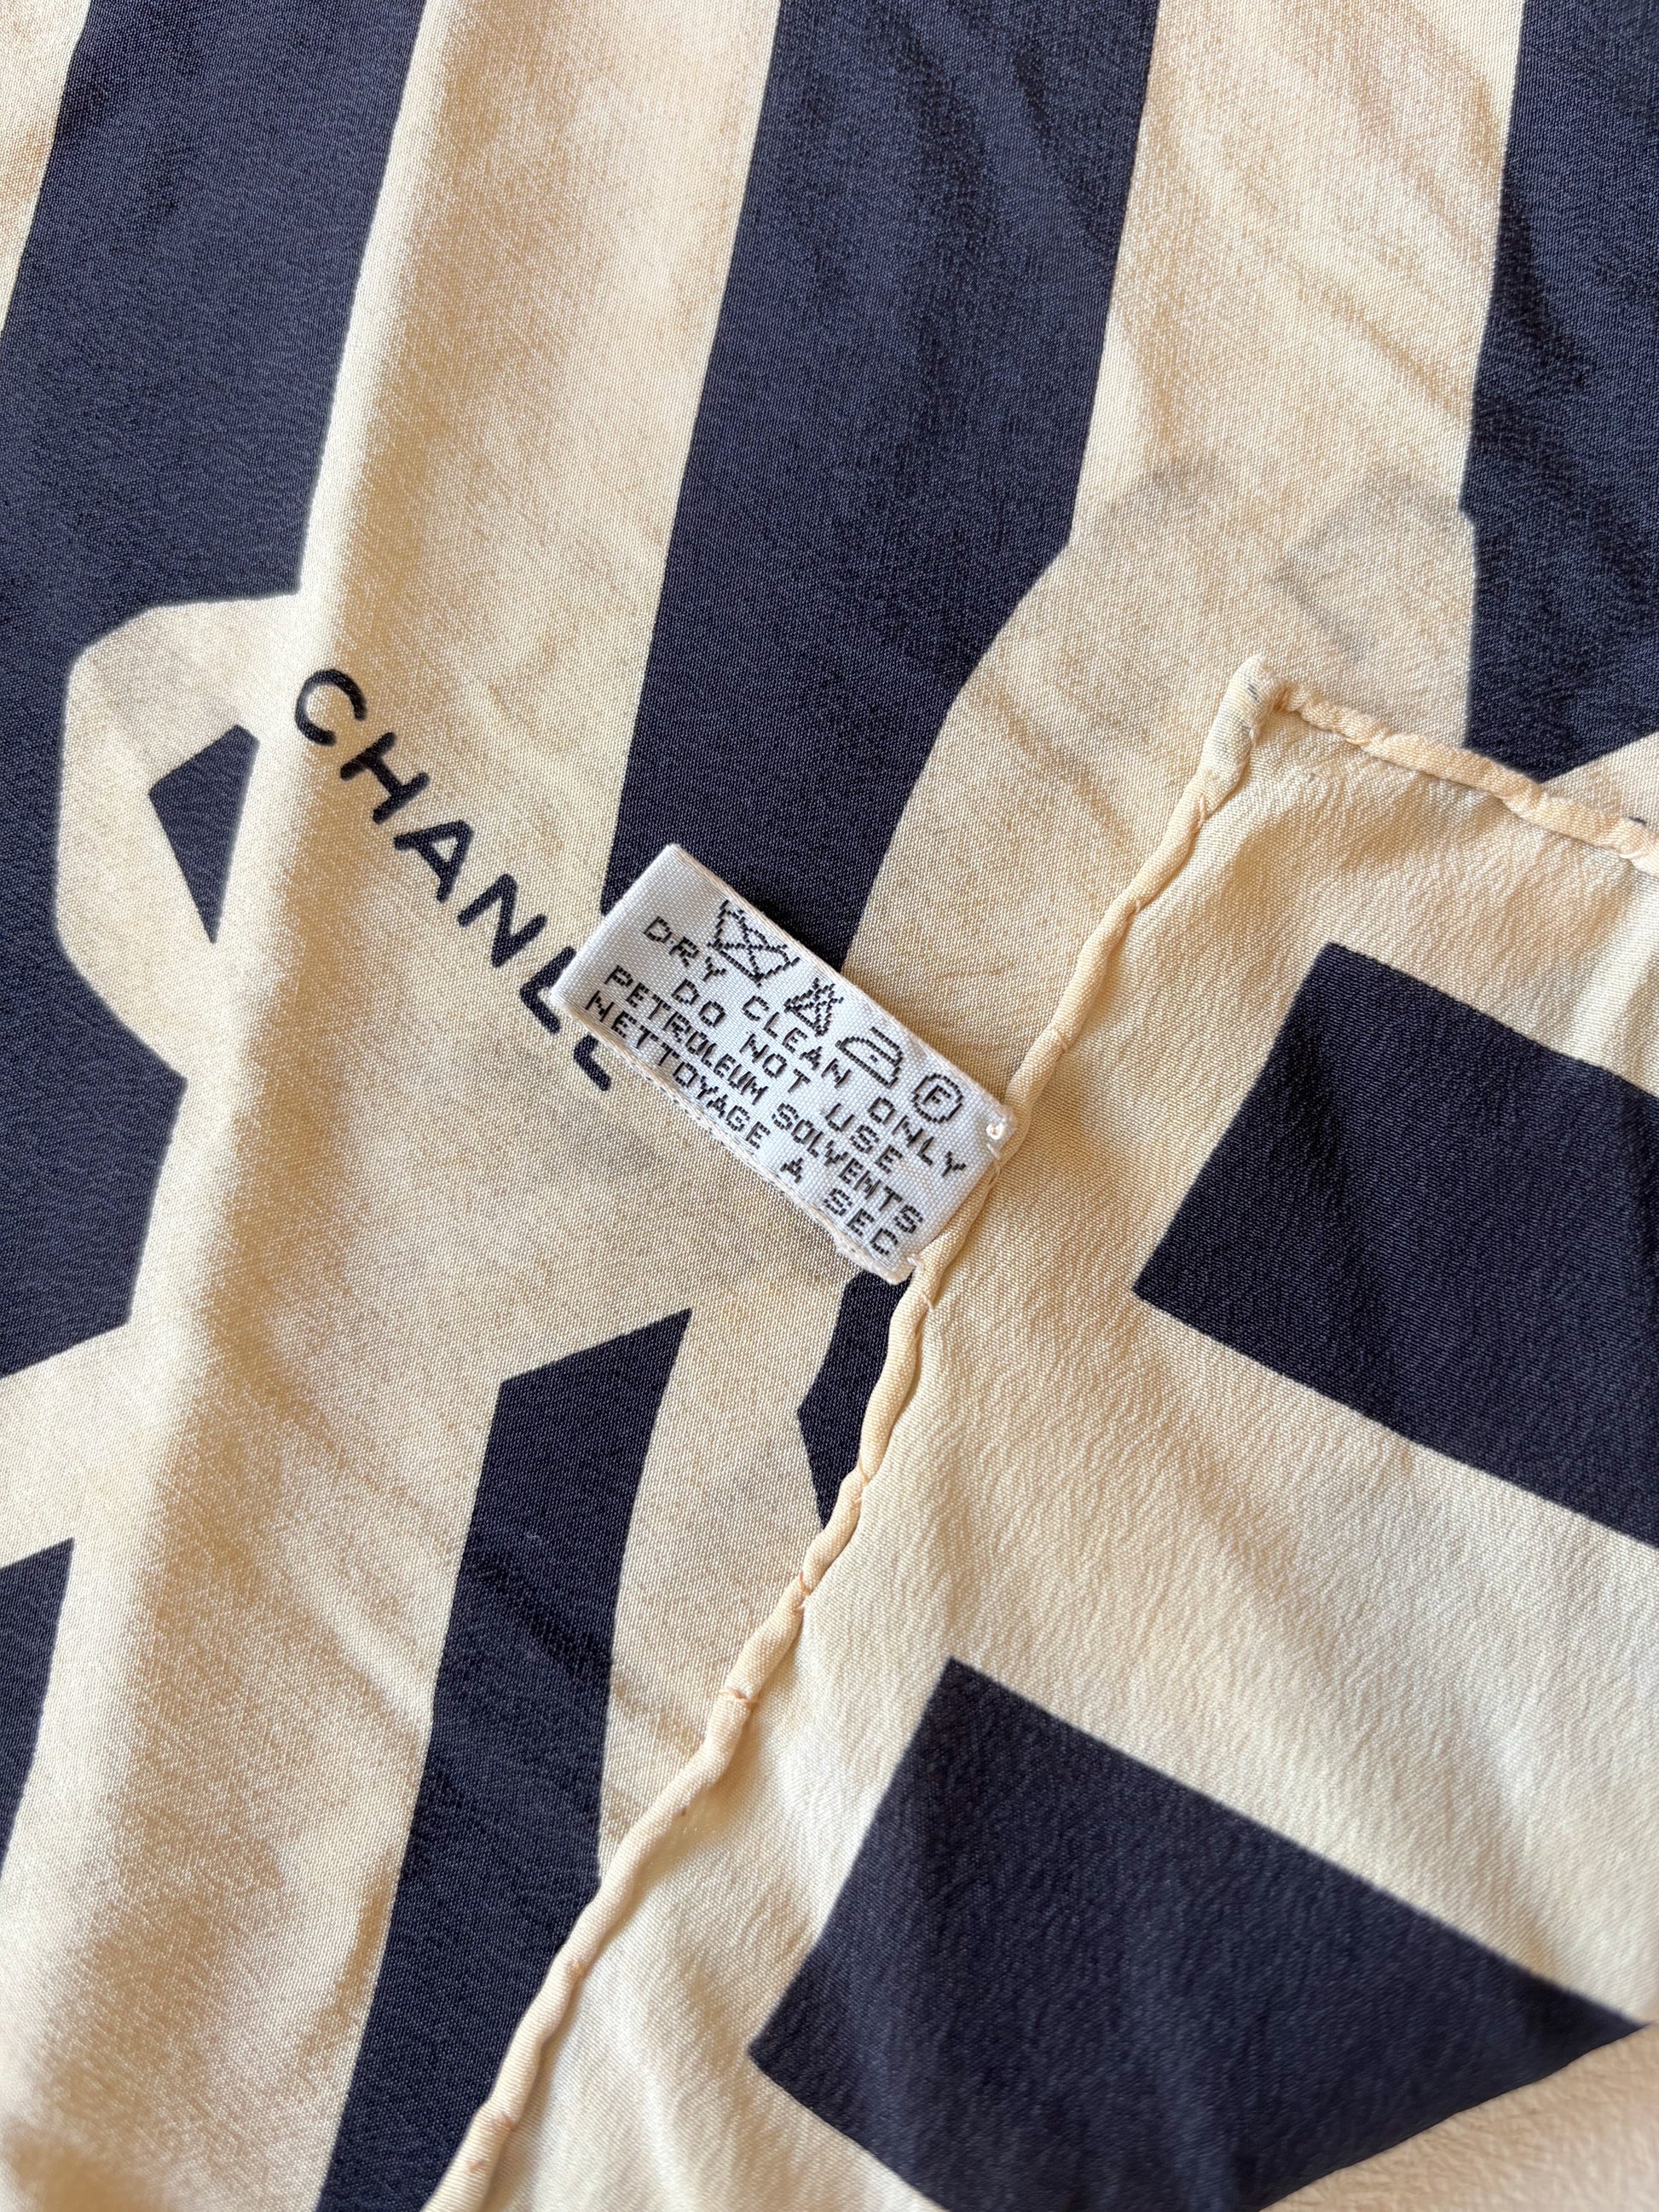 CHANEL
DRY CLEAN ONLY
DO NOT USE
PETROLEUM SOLVENTS
NETTOYAGE A SEC
F